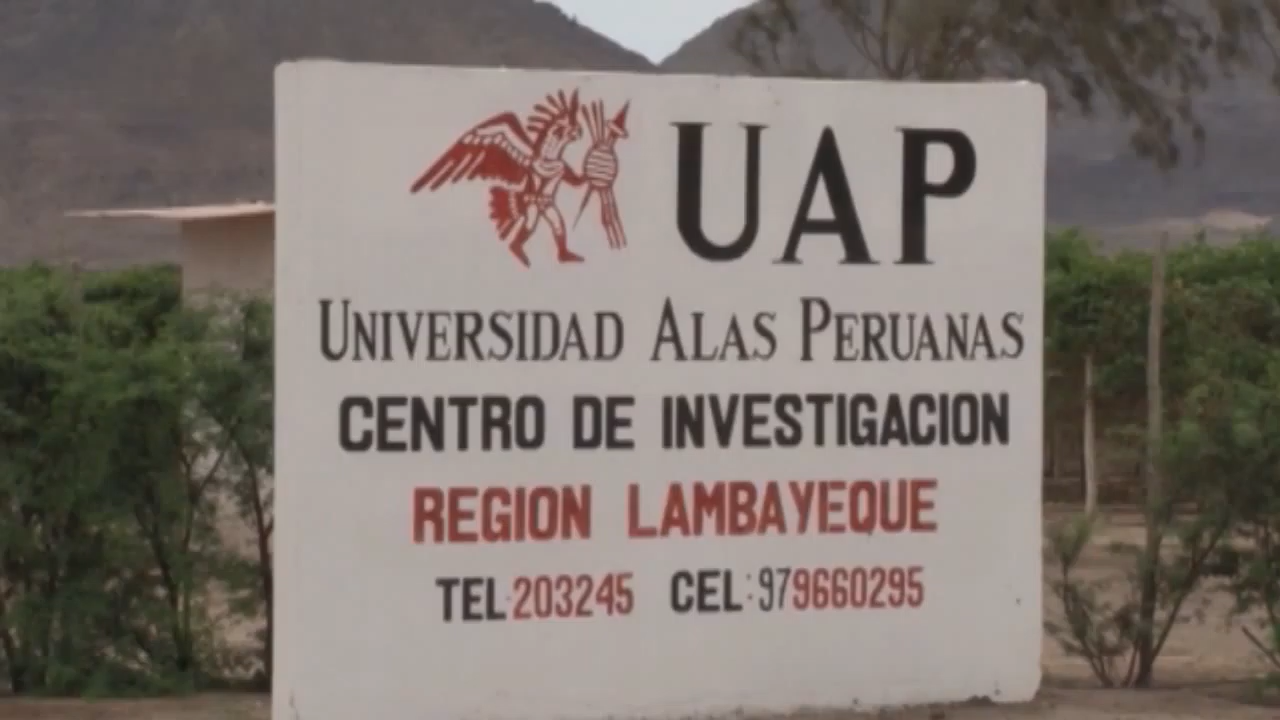 UAP
UNIVERSIDAD ALAS PERUANAS
CENTRO DE INVESTIGACION
REGION LAMBAYEQUE
TEL 203245 CEL: 979660295